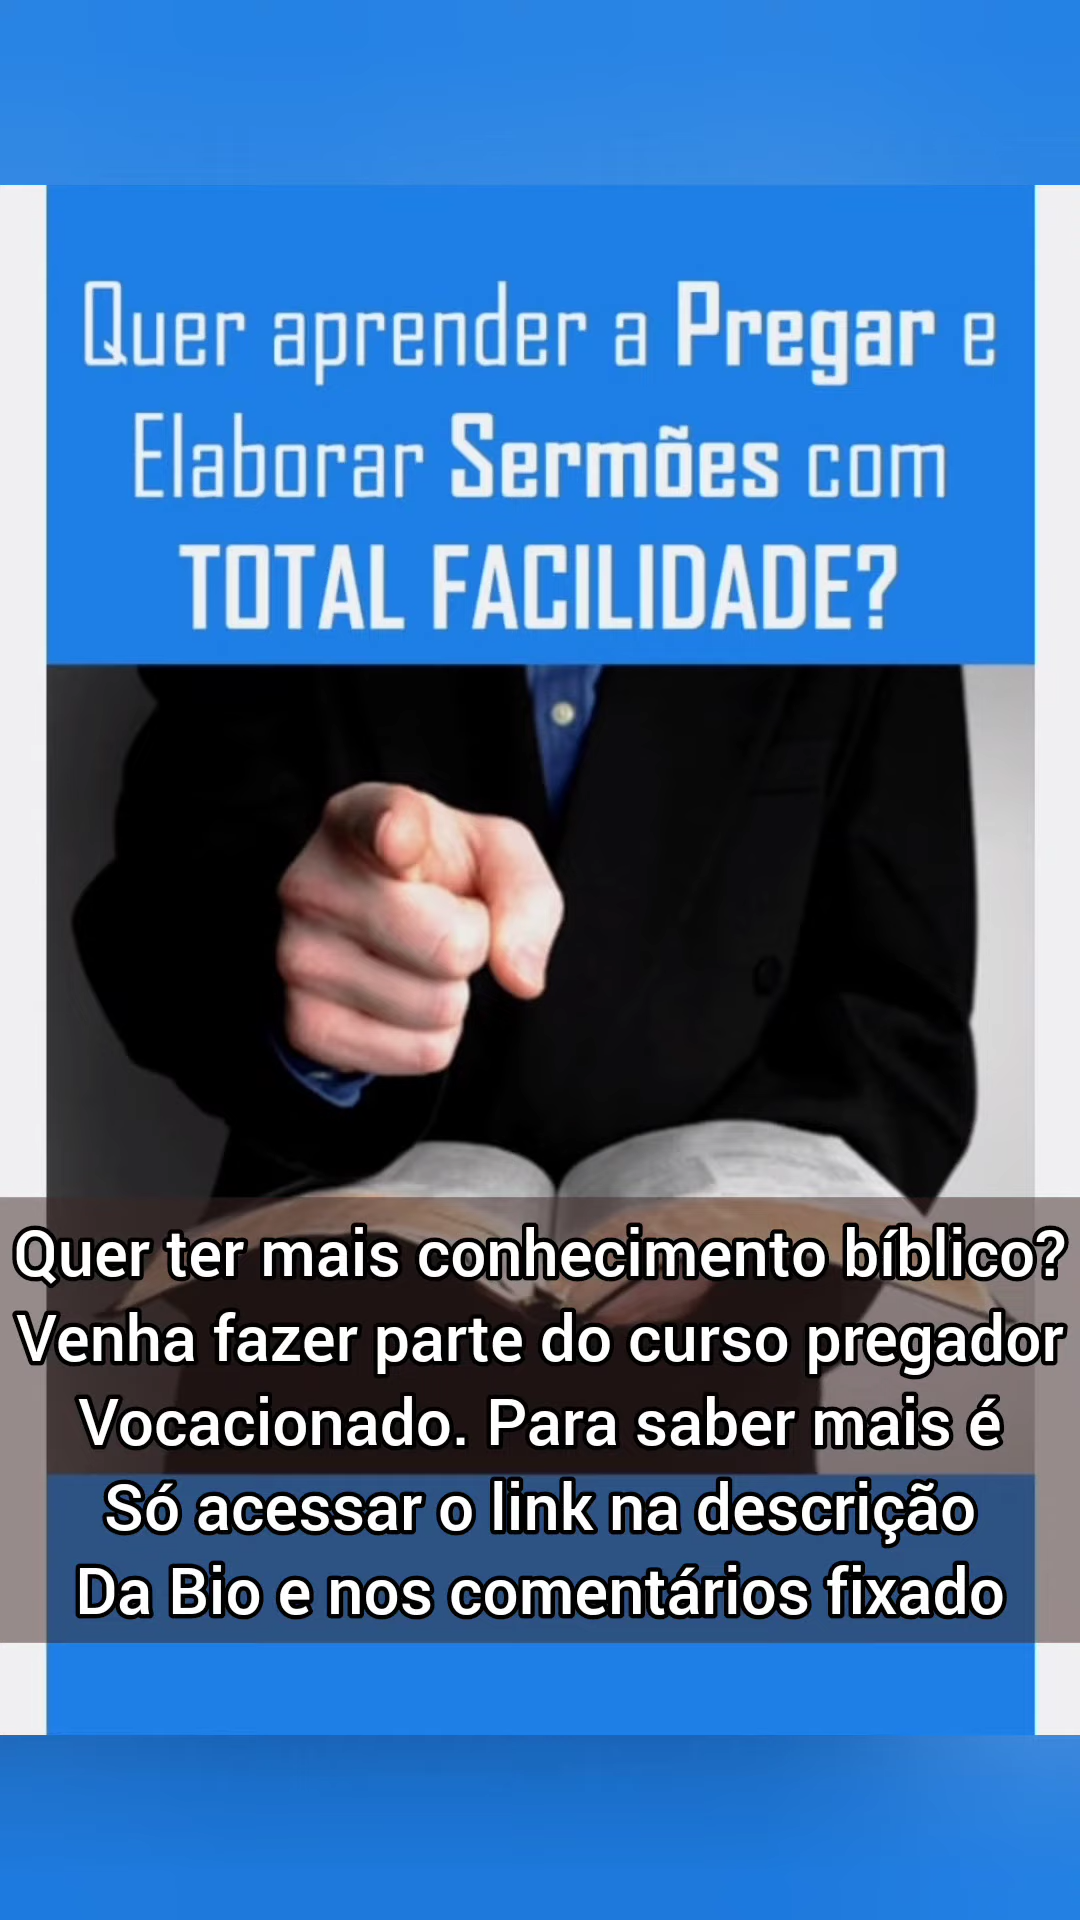 Quer aprender a Pregar e
Elaborar Sermões com
TOTAL FACILIDADE?
Quer ter mais conhecimento bíblico?
Venha fazer parte do curso pregador
Vocacionado. Para saber mais é
Só acessar o link na descrição
Da Bio e nos comentários fixado